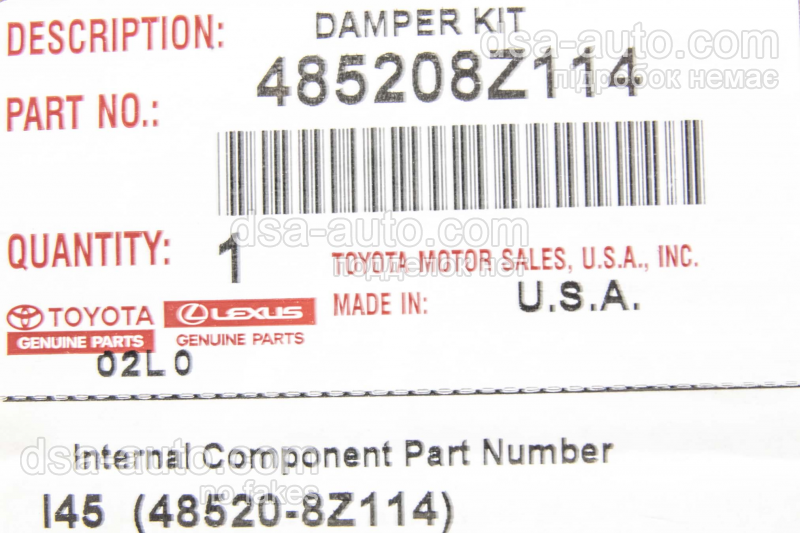 DESCRIPTION: DAMPER KIT
dsa-auto.com
підробок немає
PART NO.: 485208Z114
QUANTITY: 1
dsa-auto.com
подделок нет
TOYOTA MOTOR SALES, U.S.A., INC.
MADE IN: U.S.A.
TOYOTA
GENUINE PARTS
LEXUS
GENUINE PARTS
02L0
dsa-auto.com
no fakes
Internal Component Part Number
I45 (48520-8Z114)